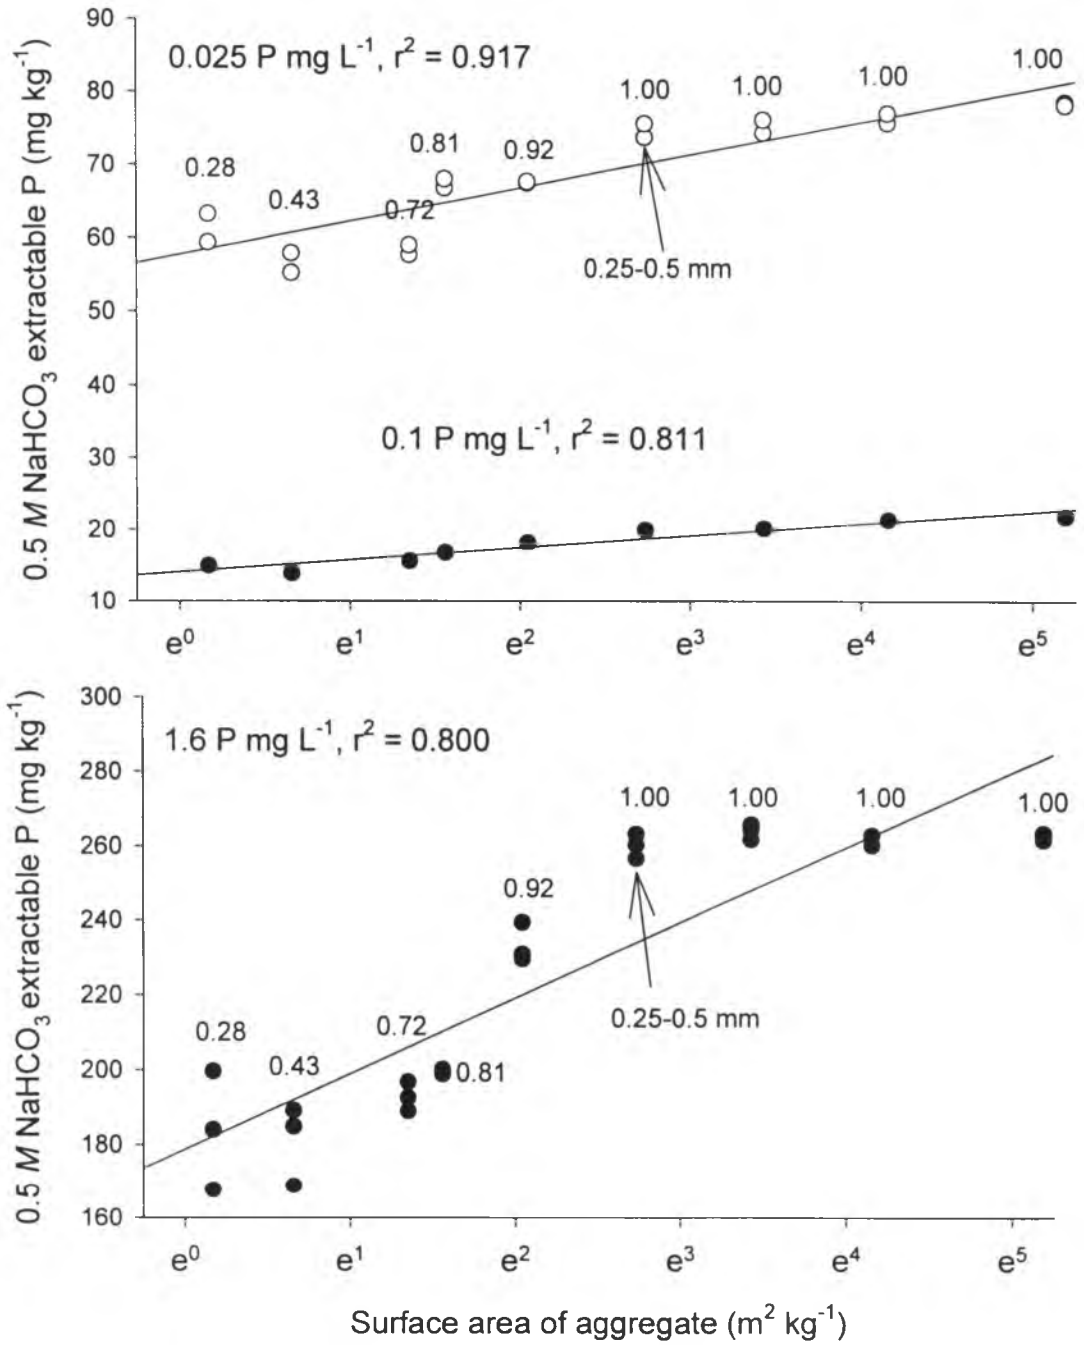 90
0.025 P mg L⁻¹, r² = 0.917
1.00
80
1.00
1.00
1.00
0.81
0.92
70
0.28
0.43
0.72
60
0.25-0.5 mm
50
40
0.1 P mg L⁻¹, r² = 0.811
30
20
10
e⁰ e¹ e² e³ e⁴ e⁵
0.5 M NaHCO₃ extractable P (mg kg⁻¹)
300
1.6 P mg L⁻¹, r² = 0.800
280
1.00 1.00 1.00 1.00
260
0.92
240
220
0.25-0.5 mm
0.28
0.72
0.43
0.81
200
180
160
e⁰ e¹ e² e³ e⁴ e⁵
0.5 M NaHCO₃ extractable P (mg kg⁻¹)
Surface area of aggregate (m² kg⁻¹)